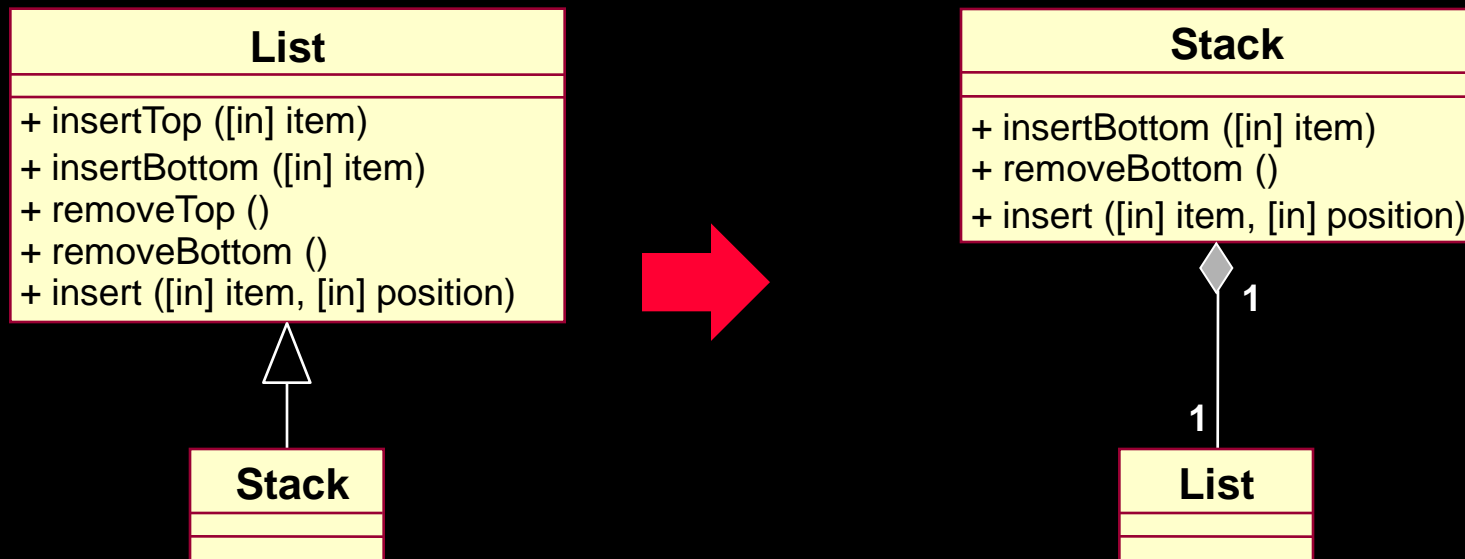 List
+ insertTop ([in] item)
+ insertBottom ([in] item)
+ removeTop ()
+ removeBottom ()
+ insert ([in] item, [in] position)
Stack
Stack
+ insertBottom ([in] item)
+ removeBottom ()
+ insert ([in] item, [in] position)
1
1
List